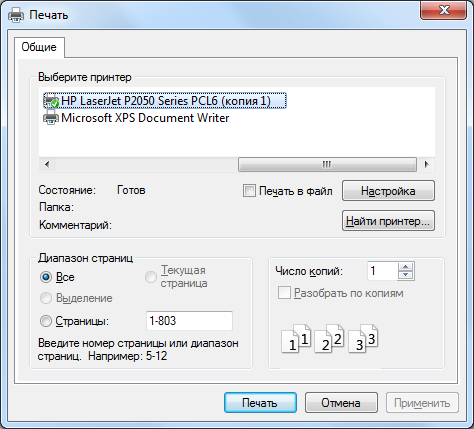 Печать
Общие
Выберите принтер
HP LaserJet P2050 Series PCL6 (копия 1)
Microsoft XPS Document Writer
Состояние: Готов
Печать в файл
Настройка
Папка:
Комментарий:
Найти принтер...
Диапазон страниц
Все
Текущая страница
Выделение
Страницы: 1-803
Введите номер страницы или диапазон
страниц. Например: 5-12
Число копий: 1
Разобрать по копиям
1 1 2 2 3 3
Печать
Отмена
Применить